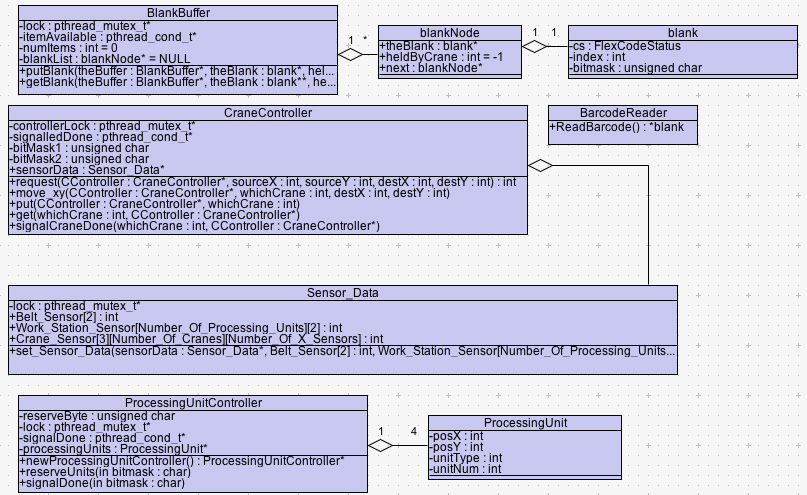 BlankBuffer
-lock : pthread_mutex_t*
-itemAvailable : pthread_cond_t*
-numItems : int = 0
-blankList : blankNode* = NULL
+putBlank(theBuffer : BlankBuffer*, theBlank : blank*, hel...
+getBlank(theBuffer : BlankBuffer*, theBlank : blank**, he...
1 *
blankNode
+theBlank : blank*
+heldByCrane : int = -1
+next : blankNode*
1 1
blank
-cs : FlexCodeStatus
-index : int
-bitmask : unsigned char
CraneController
-controllerLock : pthread_mutex_t*
-signalledDone : pthread_cond_t*
-bitMask1 : unsigned char
-bitMask2 : unsigned char
+sensorData : Sensor_Data*
+request(CController : CraneController*, sourceX : int, sourceY : int, destX : int, destY : int) : int
+move_xy(CController : CraneController*, whichCrane : int, destX : int, destY : int)
+put(CController : CraneController*, whichCrane : int)
+get(whichCrane : int, CController : CraneController*)
+signalCraneDone(whichCrane : int, CController : CraneController*)
BarcodeReader
+ReadBarcode() : *blank
Sensor_Data
-lock : pthread_mutex_t*
+Belt_Sensor[2] : int
+Work_Station_Sensor[Number_Of_Processing_Units][2] : int
+Crane_Sensor[3][Number_Of_Cranes][Number_Of_X_Sensors] : int
+set_Sensor_Data(sensorData : Sensor_Data*, Belt_Sensor[2] : int, Work_Station_Sensor[Number_Of_Processing_Units...
ProcessingUnitController
-reserveByte : unsigned char
-lock : pthread_mutex_t*
-signalDone : pthread_cond_t*
-processingUnits : ProcessingUnit*
+newProcessingUnitController() : ProcessingUnitController*
+reserveUnits(in bitmask : char)
+signalDone(in bitmask : char)
1 4
ProcessingUnit
-posX : int
-posY : int
-unitType : int
-unitNum : int